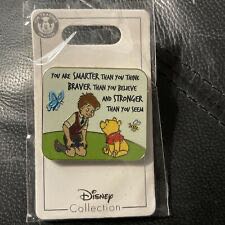 YOU ARE SMARTER THAN YOU THINK
BRAVER THAN YOU BELIEVE
AND STRONGER
THAN YOU SEEM
Disney
Collection